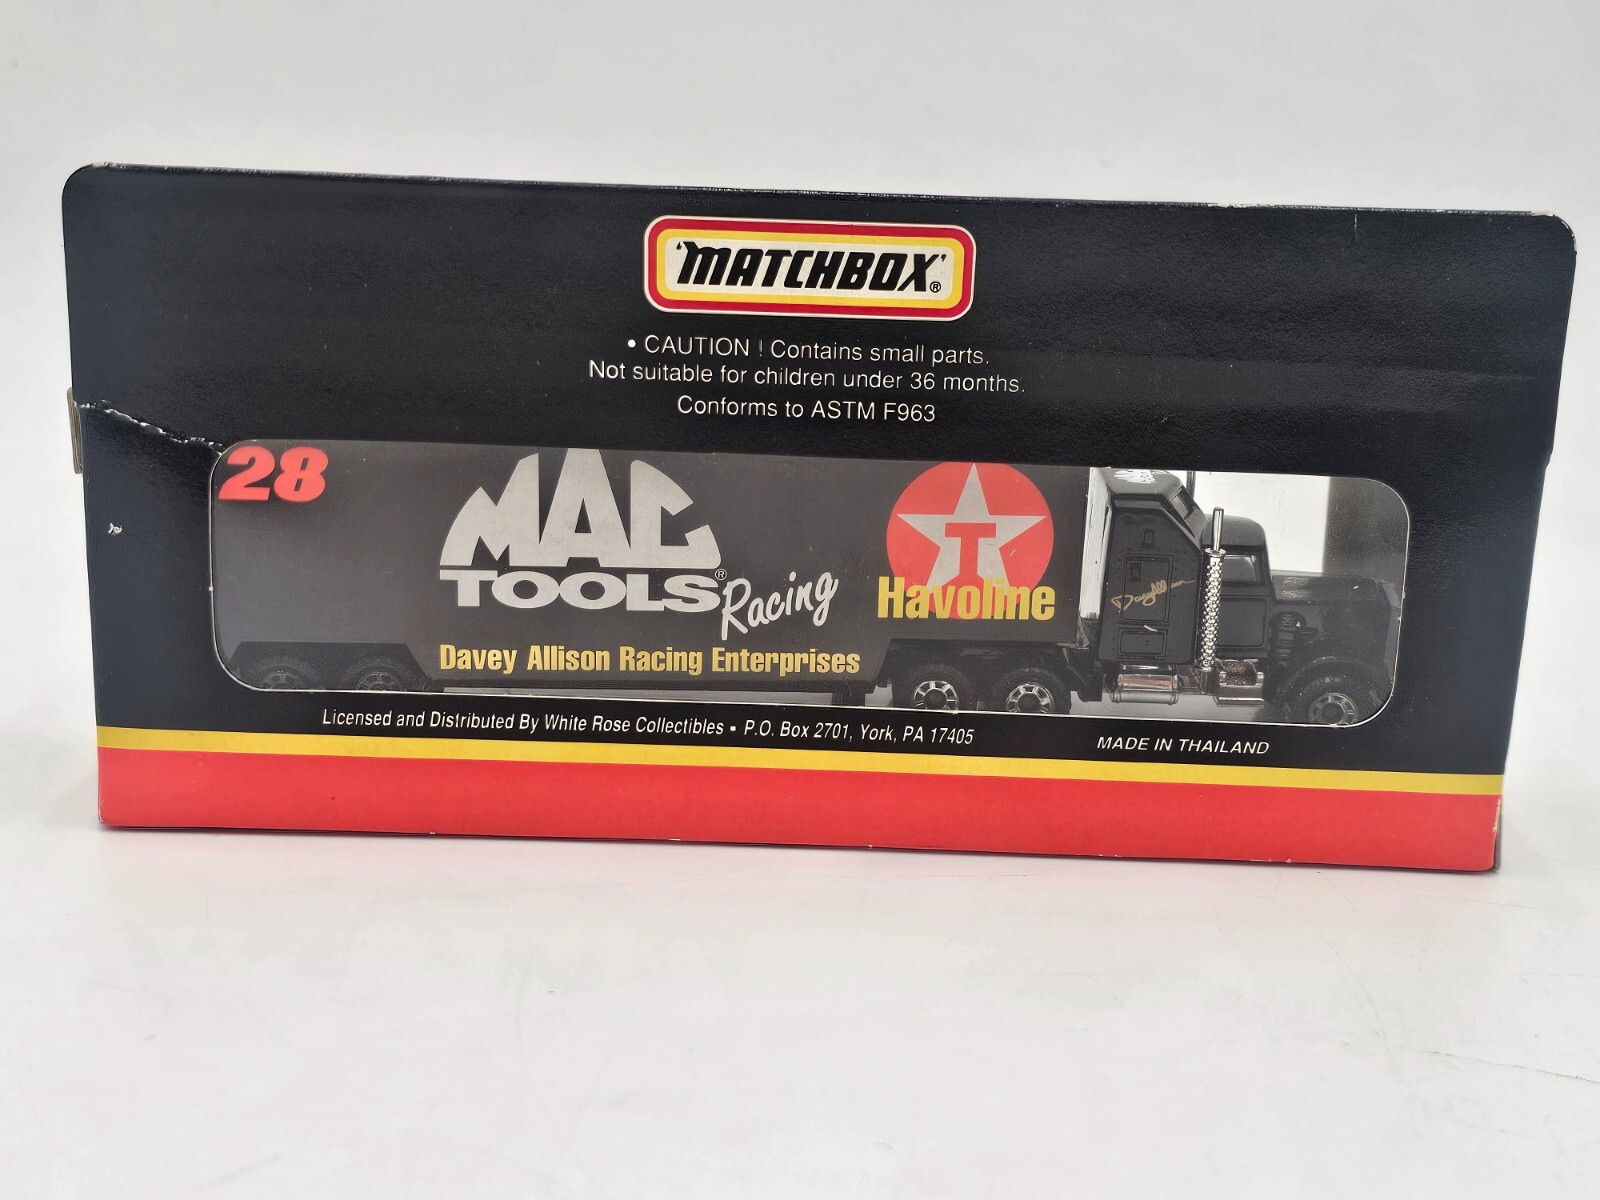 'MATCHBOX'®
• CAUTION ! Contains small parts.
Not suitable for children under 36 months.
Conforms to ASTM F963
28
MAC
TOOLS®
Racing
T
Havoline
Davey Allison Racing Enterprises
Licensed and Distributed By White Rose Collectibles - P.O. Box 2701, York, PA 17405
MADE IN THAILAND